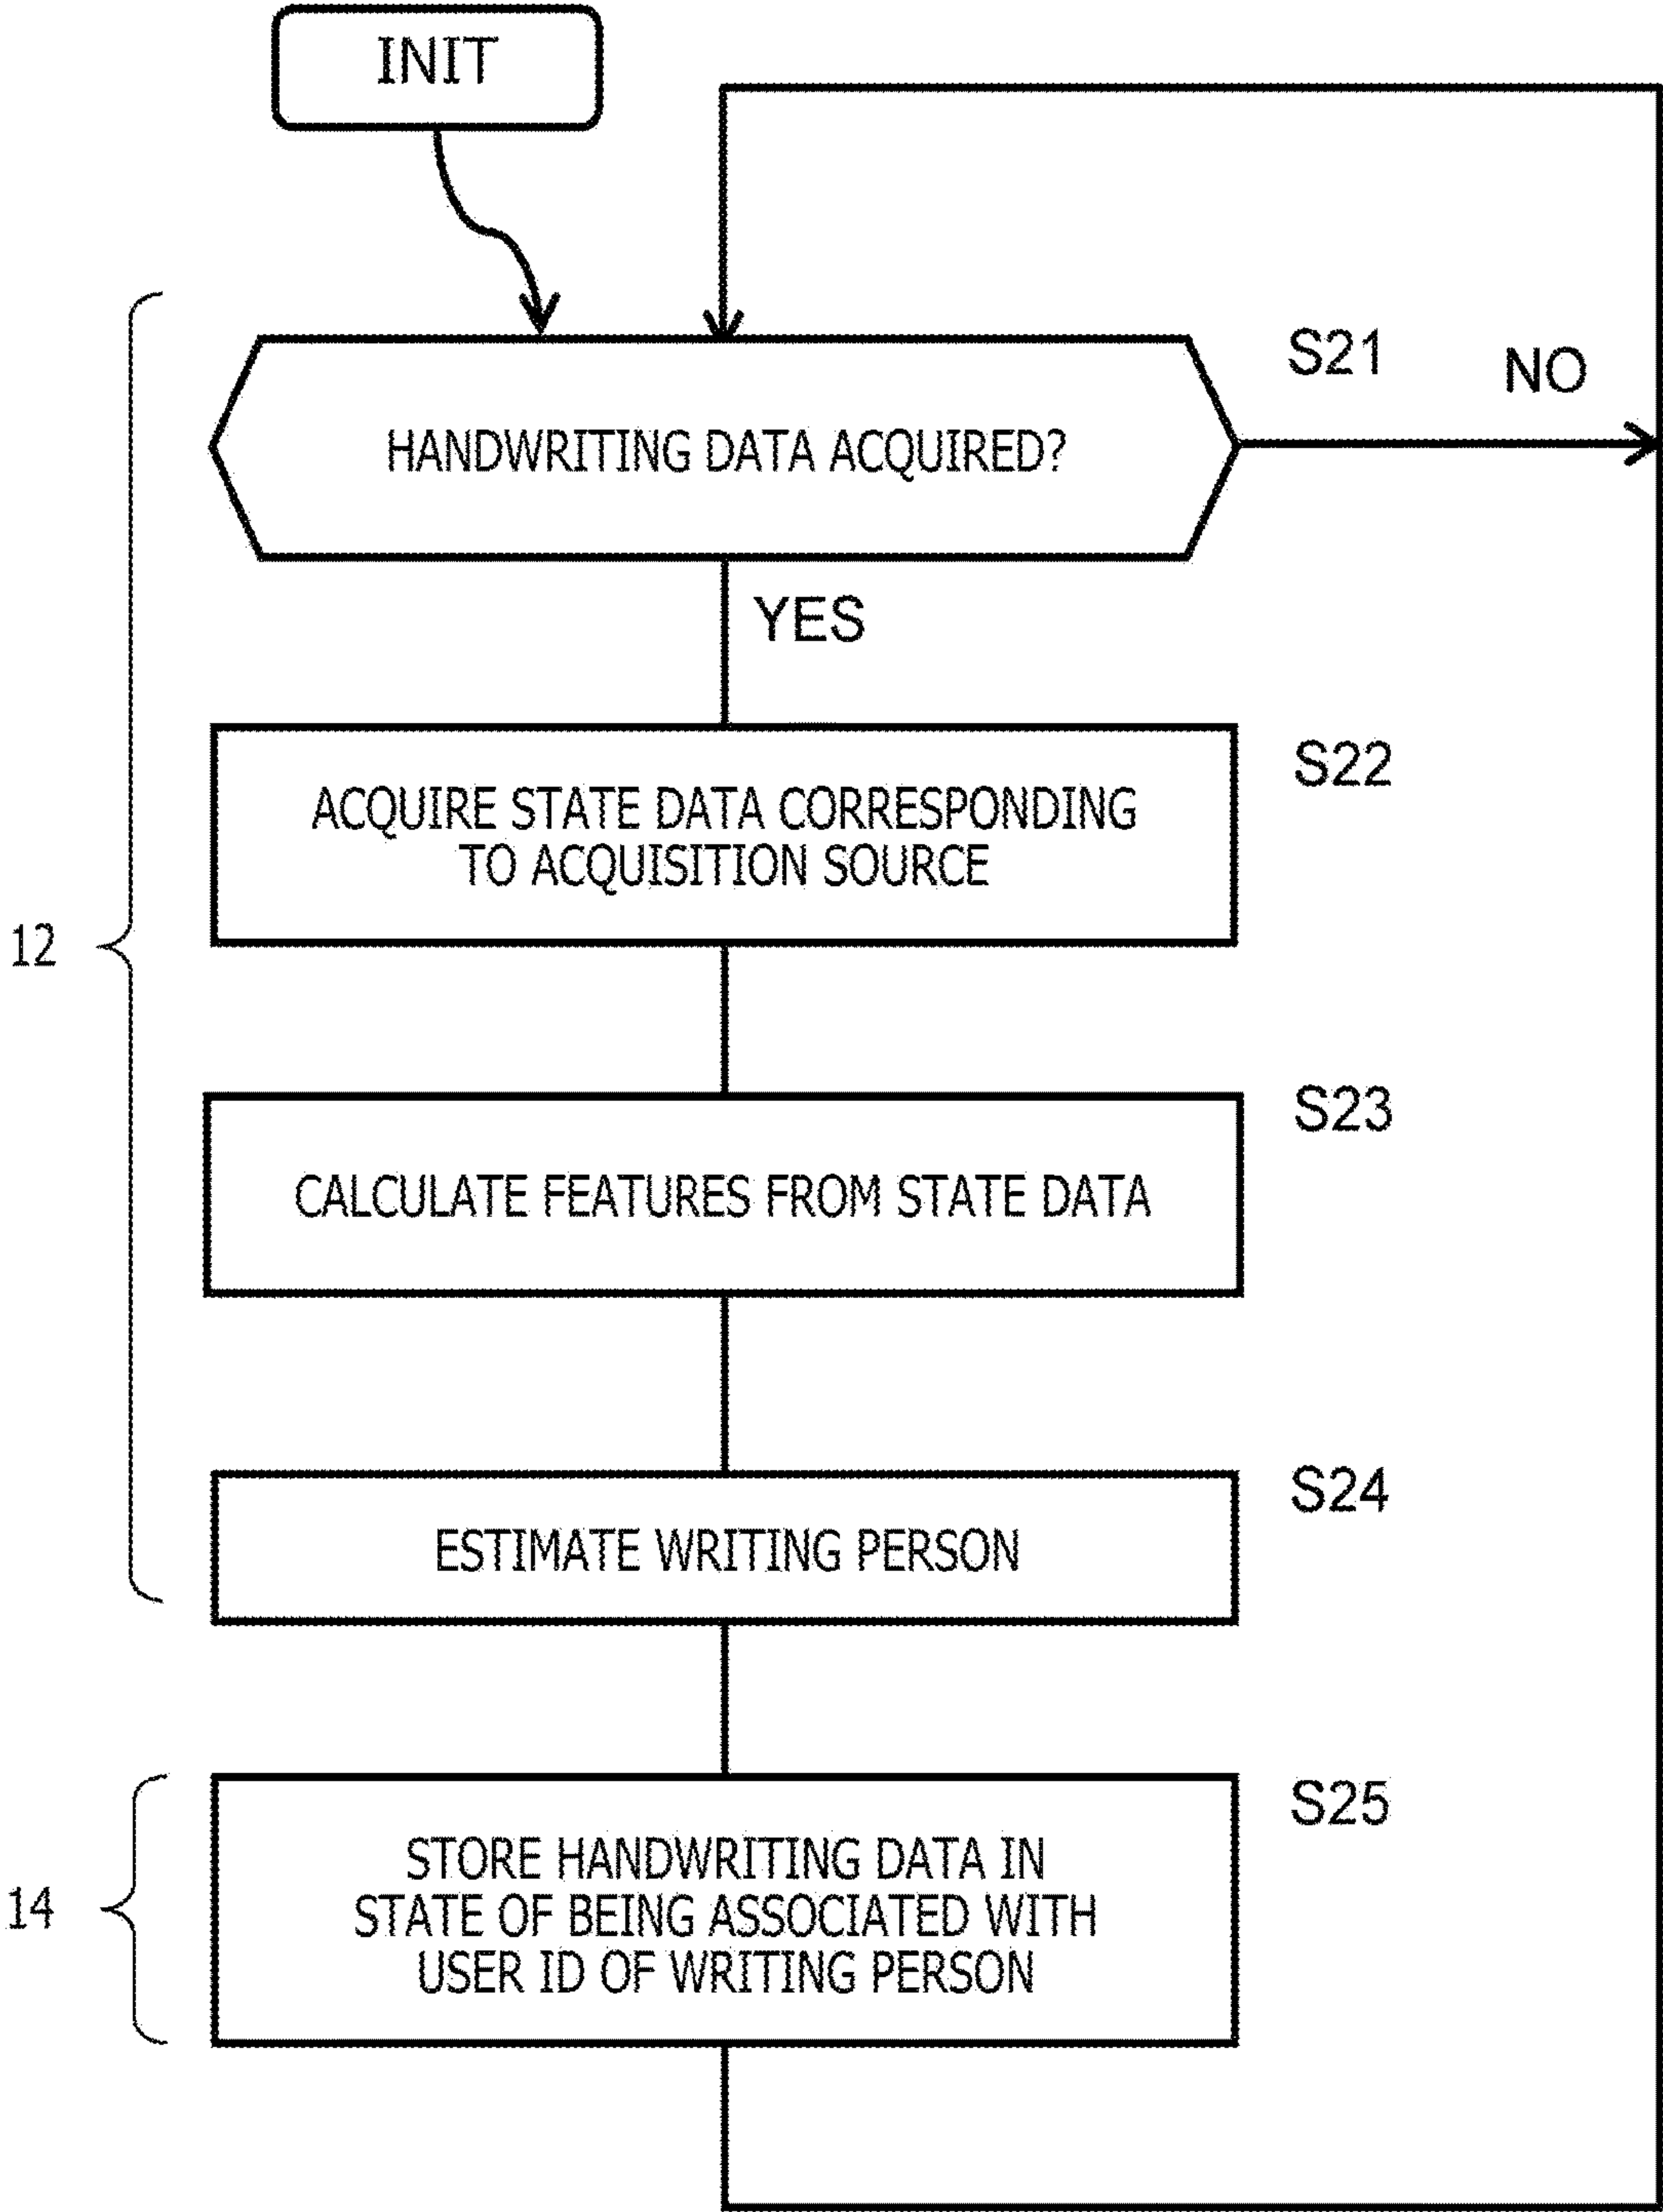 INIT
S21
NO
HANDWRITING DATA ACQUIRED?
YES
S22
ACQUIRE STATE DATA CORRESPONDING
TO ACQUISITION SOURCE
12
S23
CALCULATE FEATURES FROM STATE DATA
S24
ESTIMATE WRITING PERSON
S25
STORE HANDWRITING DATA IN
STATE OF BEING ASSOCIATED WITH
USER ID OF WRITING PERSON
14